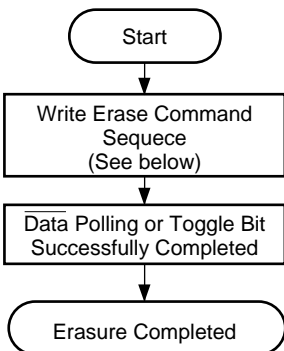 Start
Write Erase Command
Sequece
(See below)
Data Polling or Toggle Bit
Successfully Completed
Erasure Completed